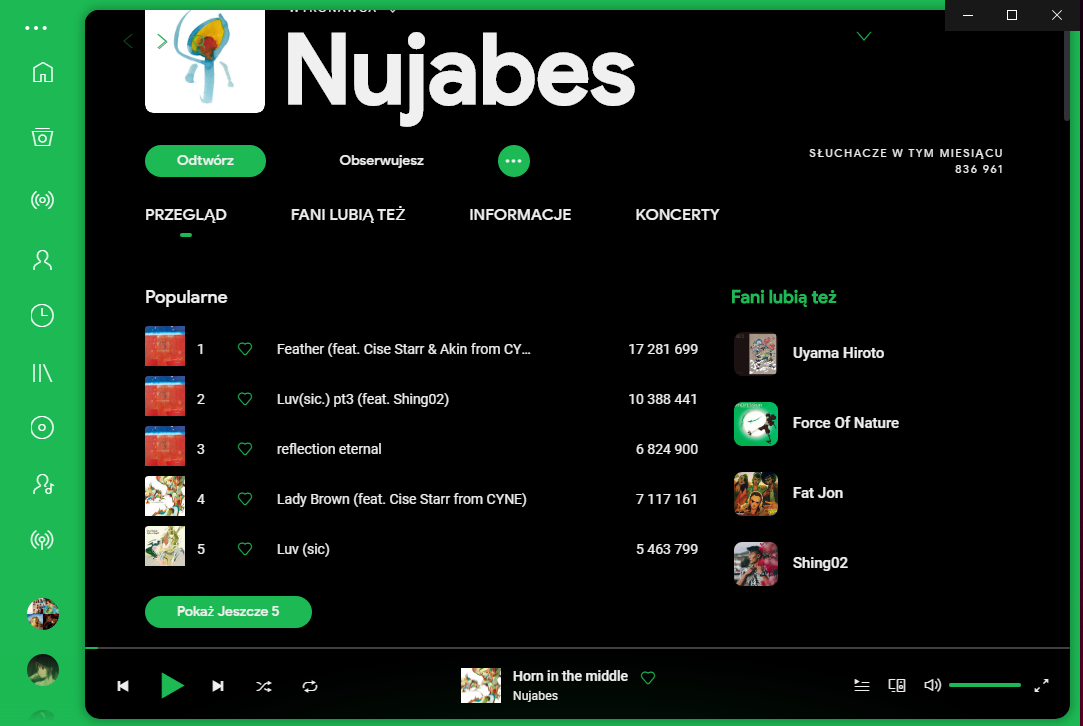 WYKONAWCA
Nujabes
Odtwórz
Obserwujesz
SŁUCHACZE W TYM MIESIĄCU
836 961
PRZEGLĄD
FANI LUBIĄ TEŻ
INFORMACJE
KONCERTY
Popularne
1
Feather (feat. Cise Starr & Akin from CY...
17 281 699
2
Luv(sic.) pt3 (feat. Shing02)
10 388 441
3
reflection eternal
6 824 900
4
Lady Brown (feat. Cise Starr from CYNE)
7 117 161
5
Luv (sic)
5 463 799
Pokaż Jeszcze 5
Fani lubią też
Uyama Hiroto
Force Of Nature
Fat Jon
Shing02
Horn in the middle
Nujabes